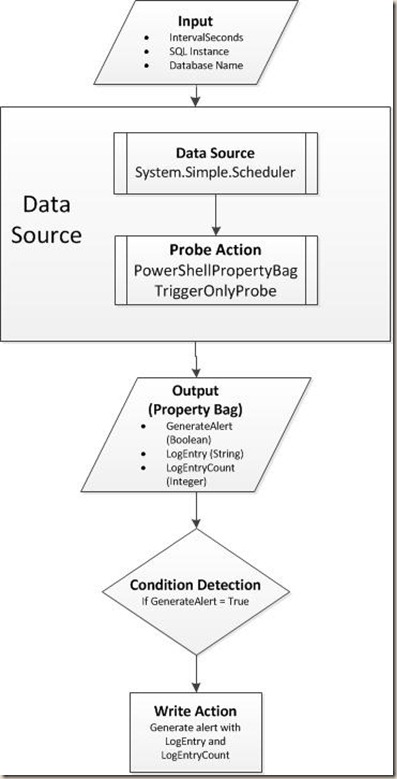 Input
IntervalSeconds
SQL Instance
Database Name
Data
Source
Data Source
System.Simple.Scheduler
Probe Action
PowerShellPropertyBag
TriggerOnlyProbe
Output
(Property Bag)
GenerateAlert
(Boolean)
LogEntry (String)
LogEntryCount
(Integer)
Condition Detection
If GenerateAlert = True
Write Action
Generate alert with
LogEntry and
LogEntryCount